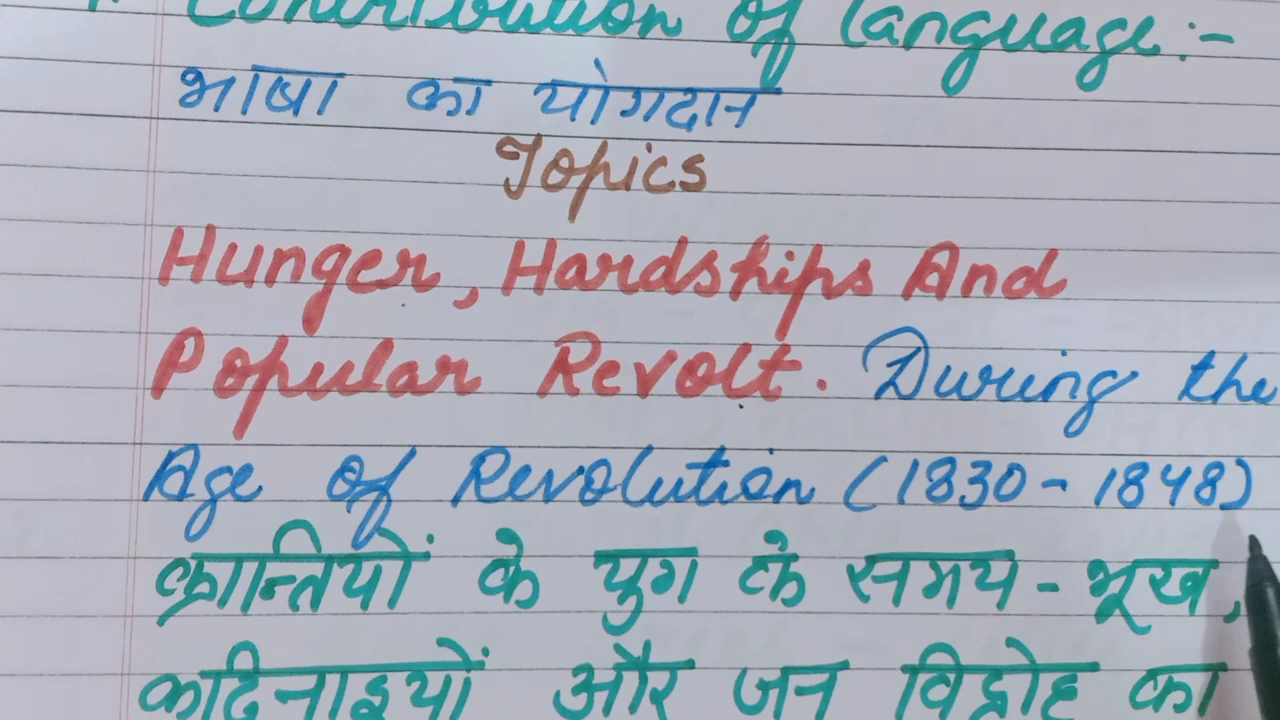 Contribution of language:-
भाषा का योगदान
Topics
Hunger, Hardships And
Popular Revolt. During the
Age of Revolution (1830-1848)
क्रान्तियों के युग के समय - भूख,
कठिनाइयों और जन विद्रोह का